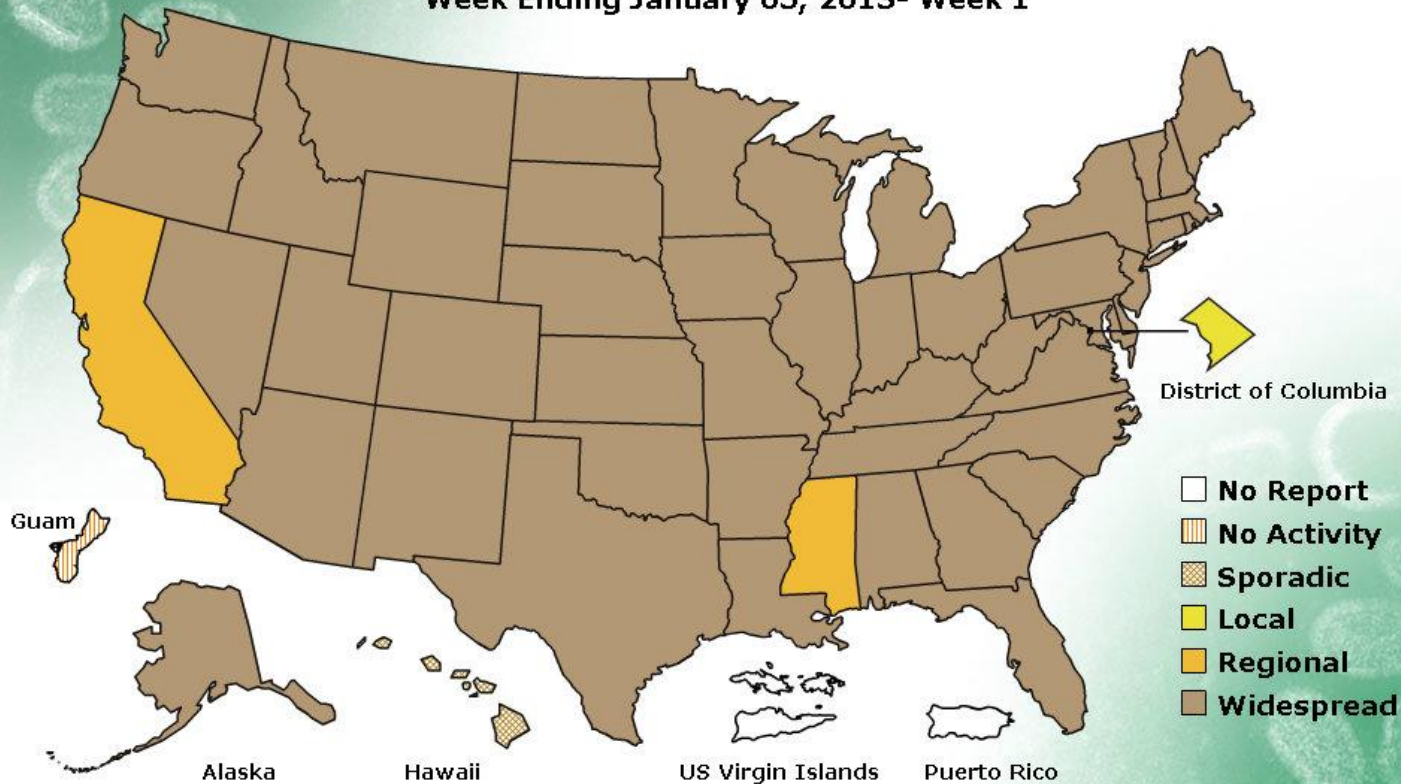 Week Ending January 05, 2013- Week 1
District of Columbia
No Report
Guam
No Activity
Sporadic
Local
Regional
Widespread
Alaska
Hawaii
US Virgin Islands
Puerto Rico